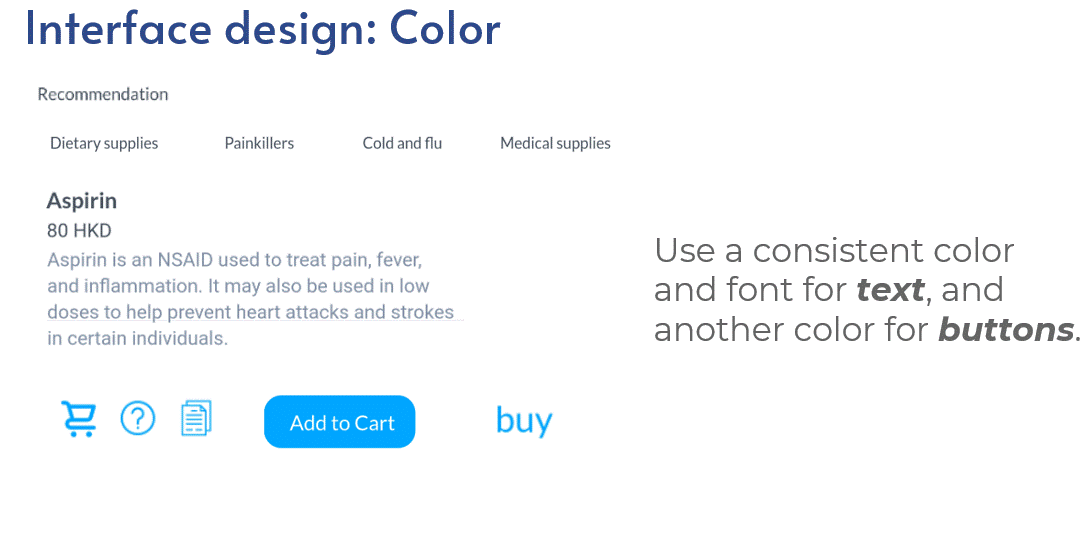 Interface design: Color
Recommendation
Dietary supplies Painkillers Cold and flu Medical supplies
Aspirin
80 HKD
Aspirin is an NSAID used to treat pain, fever,
and inflammation. It may also be used in low
doses to help prevent heart attacks and strokes
in certain individuals.
Use a consistent color
and font for text, and
another color for buttons.
?
Add to Cart
buy